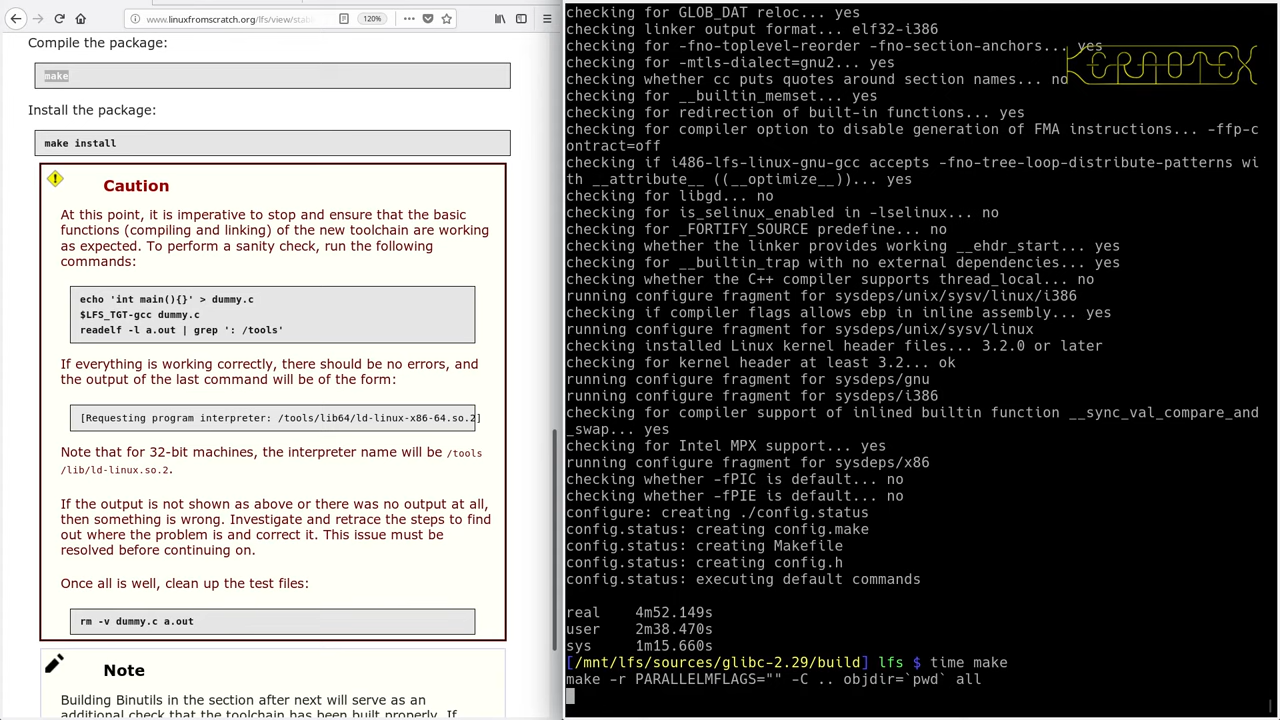 www.linuxfromscratch.org/lfs/view/stab
120%
Compile the package:
make
Install the package:
make install
Caution
At this point, it is imperative to stop and ensure that the basic
functions (compiling and linking) of the new toolchain are working
as expected. To perform a sanity check, run the following
commands:
echo 'int main(){}' > dummy.c
$LFS_TGT-gcc dummy.c
readelf -l a.out | grep ': /tools'
If everything is working correctly, there should be no errors, and
the output of the last command will be of the form:
[Requesting program interpreter: /tools/lib64/ld-linux-x86-64.so.2]
Note that for 32-bit machines, the interpreter name will be /tools
/lib/ld-linux.so.2.
If the output is not shown as above or there was no output at all,
then something is wrong. Investigate and retrace the steps to find
out where the problem is and correct it. This issue must be
resolved before continuing on.
Once all is well, clean up the test files:
rm -v dummy.c a.out
Note
Building Binutils in the section after next will serve as an
additional check that the toolchain has been built properly. If
checking for GLOB_DAT reloc... yes
checking linker output format... elf32-i386
checking for -fno-toplevel-reorder -fno-section-anchors... yes
checking for -mtls-dialect=gnu2... yes
checking whether cc puts quotes around section names... no
checking for __builtin_memset... yes
checking for redirection of built-in functions... yes
checking for compiler option to disable generation of FMA instructions... -ffp-c
ontract=off
checking if i486-lfs-linux-gnu-gcc accepts -fno-tree-loop-distribute-patterns wi
th __attribute__ ((__optimize__))... yes
checking for libgd... no
checking for is_selinux_enabled in -lselinux... no
checking for _FORTIFY_SOURCE predefine... no
checking whether the linker provides working __ehdr_start... yes
checking for __builtin_trap with no external dependencies... yes
checking whether the C++ compiler supports thread_local... no
running configure fragment for sysdeps/unix/sysv/linux/i386
checking if compiler flags allows ebp in inline assembly... yes
running configure fragment for sysdeps/unix/sysv/linux
checking installed Linux kernel header files... 3.2.0 or later
checking for kernel header at least 3.2... ok
running configure fragment for sysdeps/gnu
running configure fragment for sysdeps/i386
checking for compiler support of inlined builtin function __sync_val_compare_and
_swap... yes
checking for Intel MPX support... yes
running configure fragment for sysdeps/x86
checking whether -fPIC is default... no
checking whether -fPIE is default... no
configure: creating ./config.status
config.status: creating config.make
config.status: creating Makefile
config.status: creating config.h
config.status: executing default commands
real 4m52.149s
user 2m38.470s
sys 1m15.660s
[/mnt/lfs/sources/glibc-2.29/build] lfs $ time make
make -r PARALLELMFLAGS="" -C .. objdir=`pwd` all